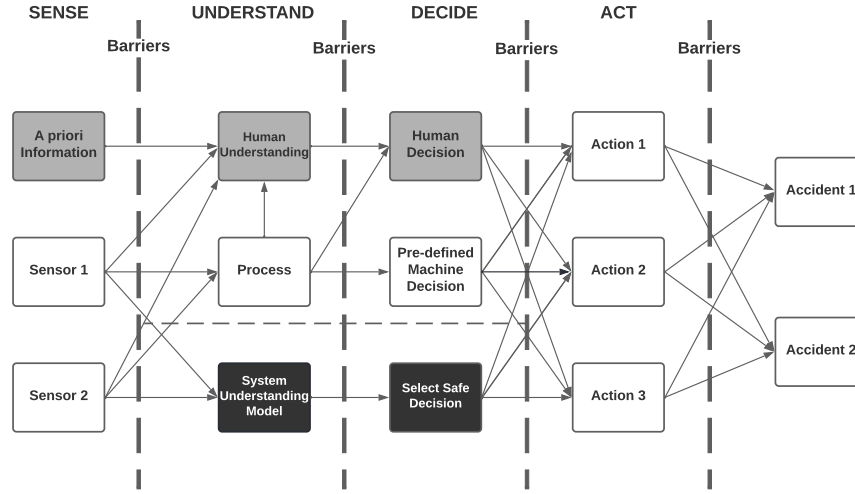 SENSE
UNDERSTAND
DECIDE
ACT
Barriers
Barriers
Barriers
Barriers
A priori
Information
Human
Understanding
Human
Decision
Action 1
Accident 1
Sensor 1
Process
Pre-defined
Machine
Decision
Action 2
Accident 2
Sensor 2
System
Understanding
Model
Select Safe
Decision
Action 3